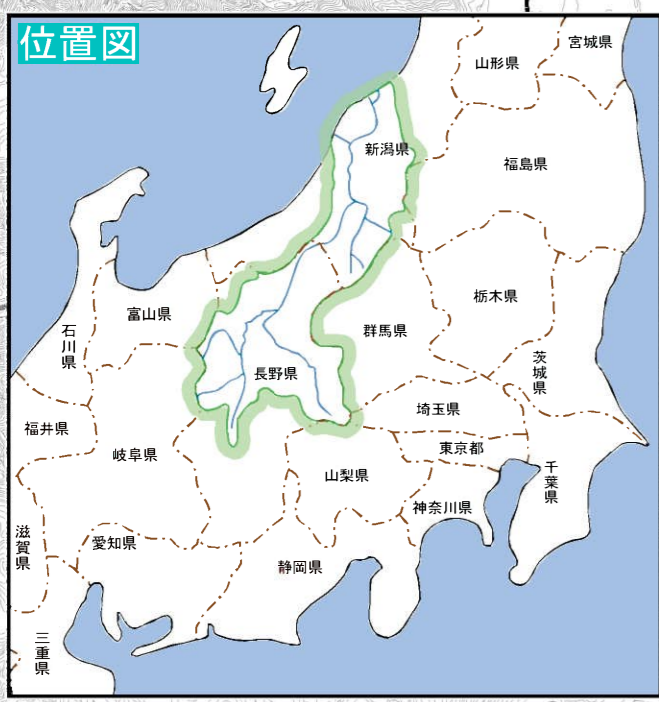 位置図
宮城県
山形県
新潟県
福島県
栃木県
富山県
群馬県
石川県
茨城県
長野県
埼玉県
福井県
岐阜県
東京都
山梨県
千葉県
神奈川県
滋賀県
愛知県
静岡県
三重県